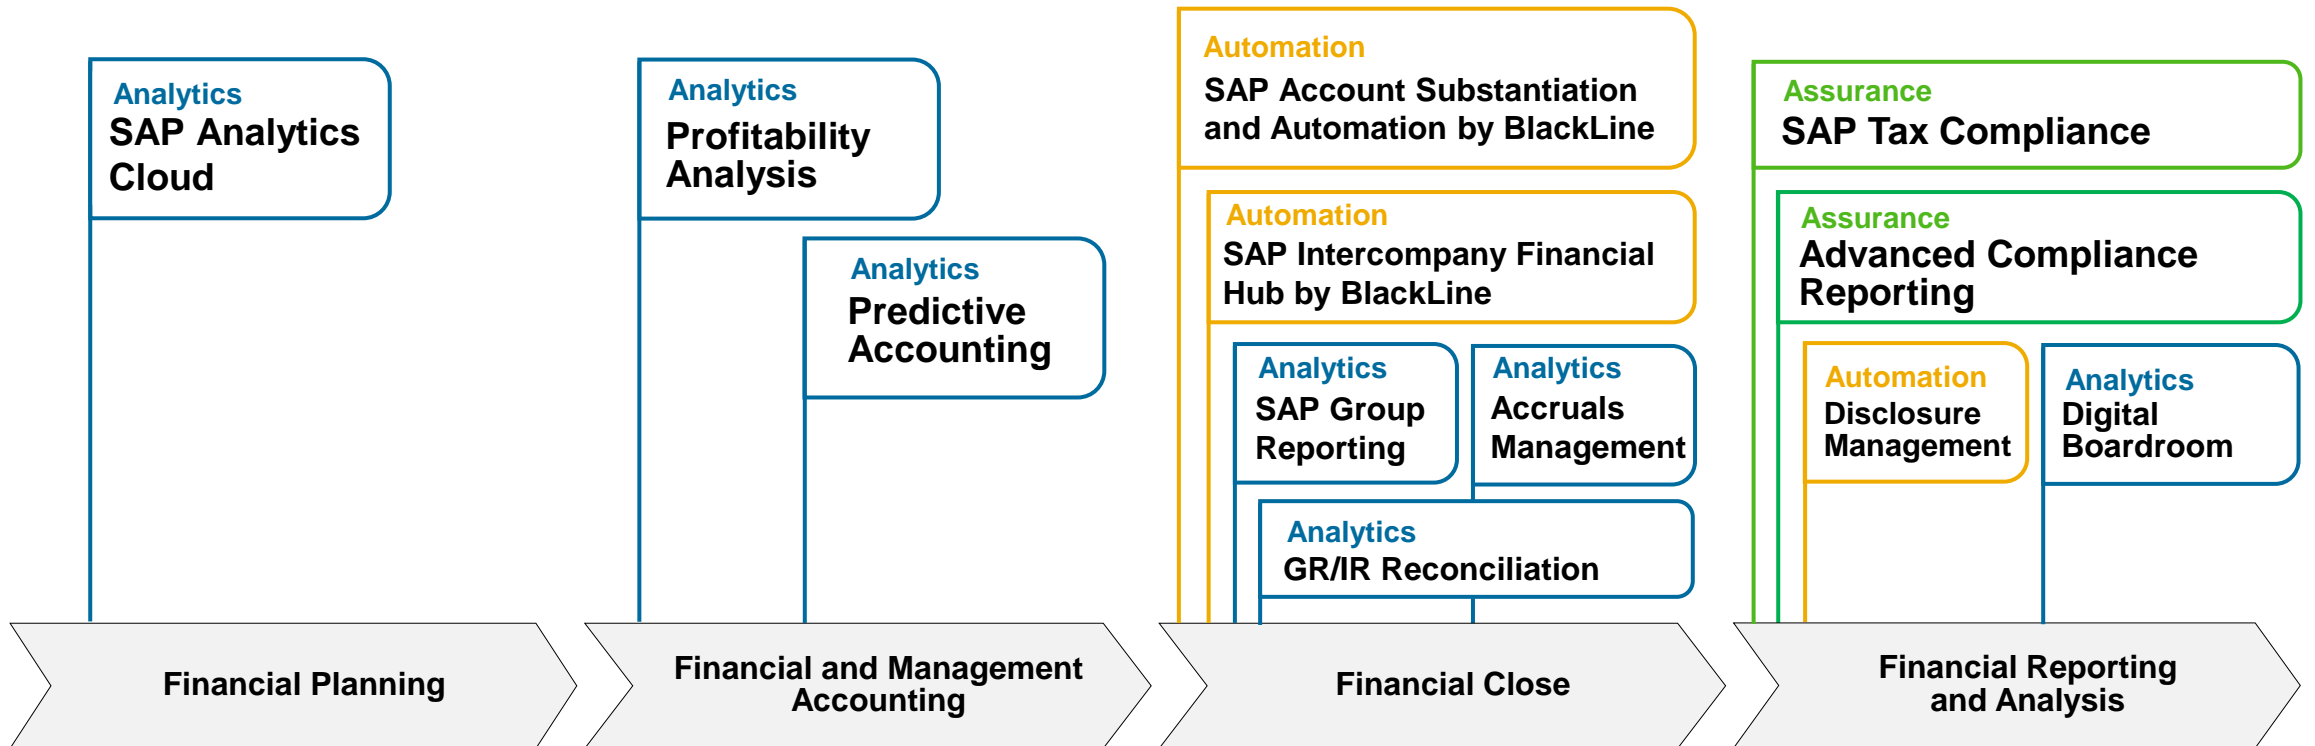 Analytics
SAP Analytics
Cloud
Analytics
Profitability
Analysis
Analytics
Predictive
Accounting
Automation
SAP Account Substantiation
and Automation by BlackLine
Automation
SAP Intercompany Financial
Hub by BlackLine
Analytics
SAP Group
Reporting
Analytics
Accruals
Management
Analytics
GR/IR Reconciliation
Assurance
SAP Tax Compliance
Assurance
Advanced Compliance
Reporting
Automation
Disclosure
Management
Analytics
Digital
Boardroom
Financial Planning
Financial and Management
Accounting
Financial Close
Financial Reporting
and Analysis